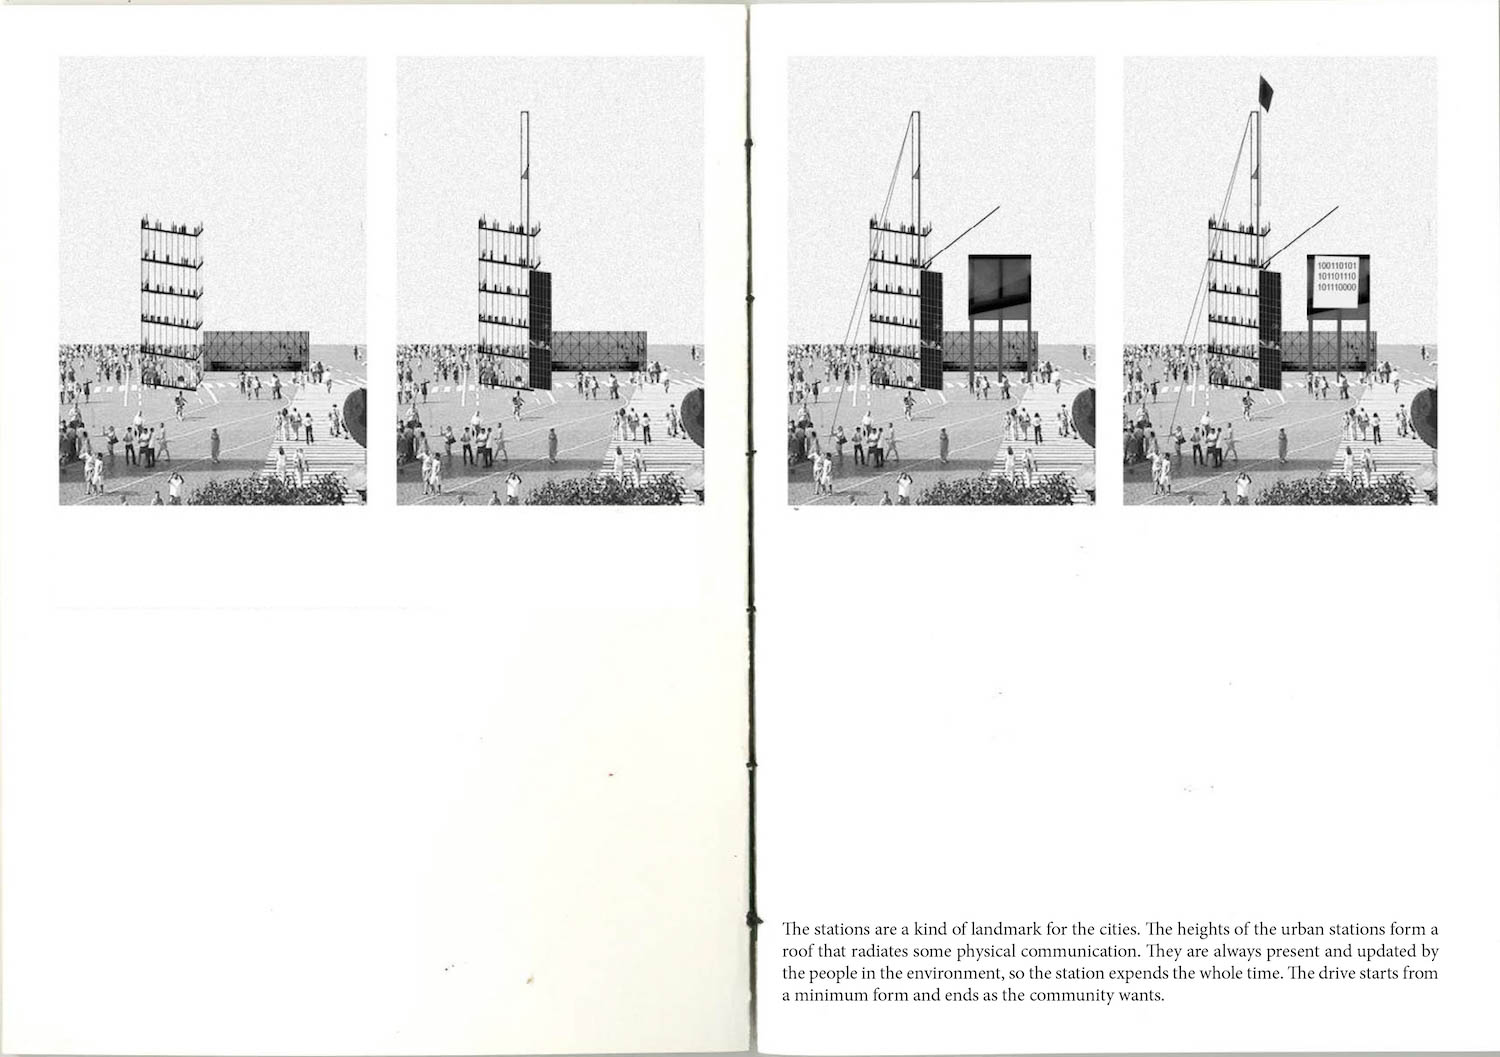 100110101
101101110
101110000
The stations are a kind of landmark for the cities. The heights of the urban stations form a
roof that radiates some physical communication. They are always present and updated by
the people in the environment, so the station expends the whole time. The drive starts from
a minimum form and ends as the community wants.